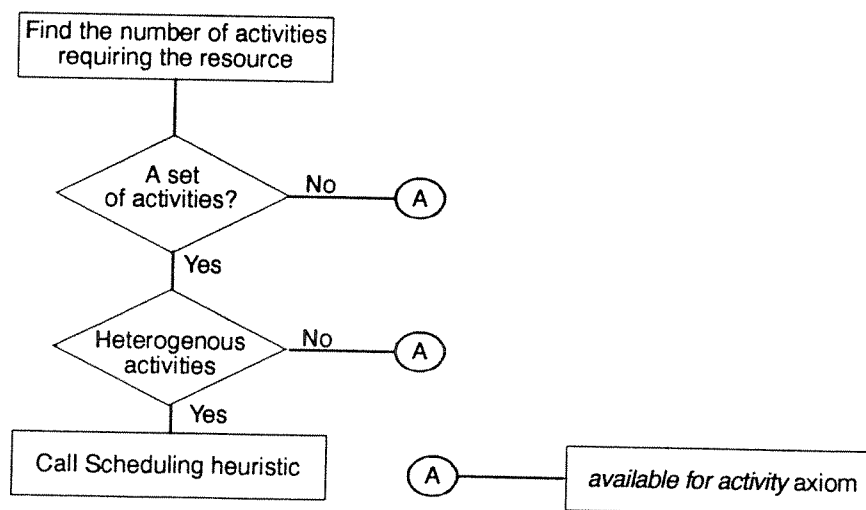 Find the number of activities
requiring the resource
A set
of activities?
No
A
Yes
Heterogenous
activities
No
A
Yes
Call Scheduling heuristic
A
available for activity axiom